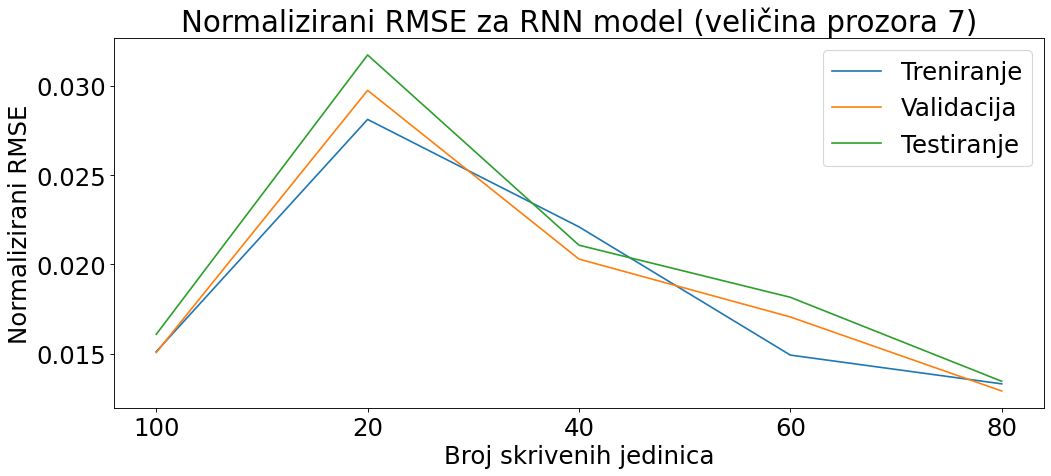 Normalizirani RMSE za RNN model (veličina prozora 7)
Treniranje
Validacija
Testiranje
Normalizirani RMSE
0.030
0.025
0.020
0.015
100 20 40 60 80
Broj skrivenih jedinica